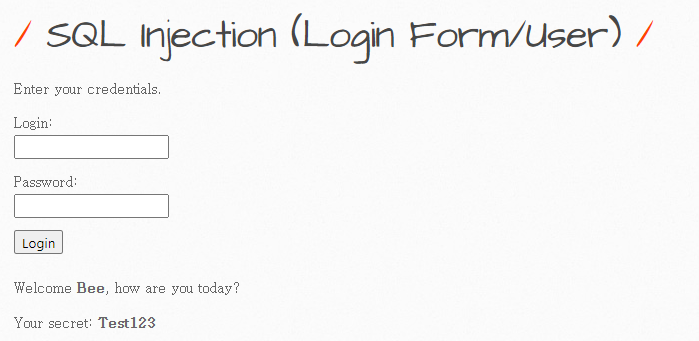 / SQL Injection (Login Form/User) /
Enter your credentials.
Login:
Password:
Login
Welcome Bee, how are you today?
Your secret: Test123